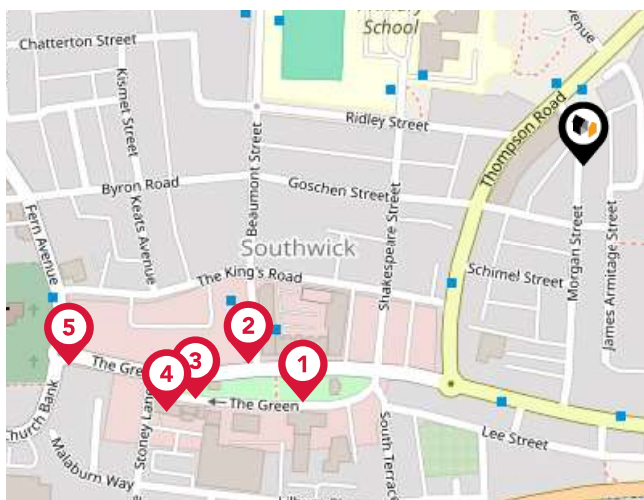 School
Chatterton Street
Kismet Street
Ridley Street
Thompson Road
Beaumont Street
Byron Road
Goschen Street
Fern Avenue
Keats Avenue
Shakespeare Street
Southwick
The King's Road
Schimel Street
Morgan Street
James Armitage Street
5
2
3
1
4
The Gree
← The Green
Church Bank
Stoney Lane
Malaburn Way
South Terrace
Lee Street